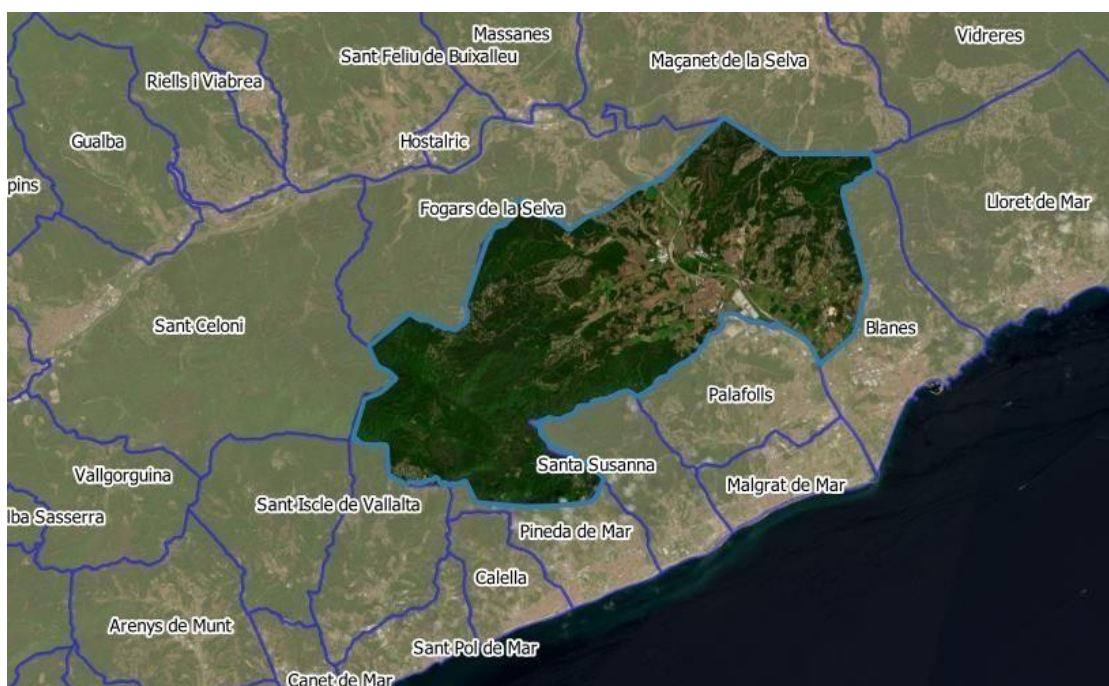 Massanes
Vidreres
Sant Feliu de Buixalleu
Maçanet de la Selva
Riells i Viabrea
Gualba
Hostalric
pins
Fogars de la Selva
Lloret de Mar
Sant Celoni
Blanes
Palafolls
Santa Susanna
Vallgorguina
Malgrat de Mar
Sant Iscle de Vallalta
lba Sasserra
Pineda de Mar
Calella
Arenys de Munt
Sant Pol de Mar
Canet de Mar